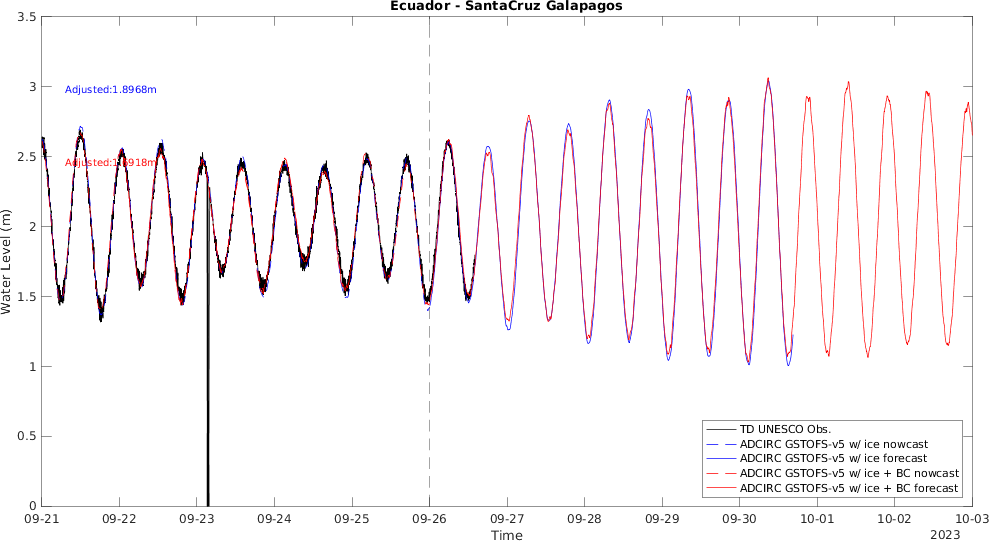 Ecuador - SantaCruz Galapagos
3.5
3
2.5
2
1.5
1
0.5
0
Water Level (m)
Adjusted:1.8968m
Adjusted:1.6918m
TD UNESCO Obs.
ADCIRC GSTOFS-v5 w/ ice nowcast
ADCIRC GSTOFS-v5 w/ ice forecast
ADCIRC GSTOFS-v5 w/ ice + BC nowcast
ADCIRC GSTOFS-v5 w/ ice + BC forecast
09-21 09-22 09-23 09-24 09-25 09-26 09-27 09-28 09-29 09-30 10-01 10-02 10-03
Time
2023